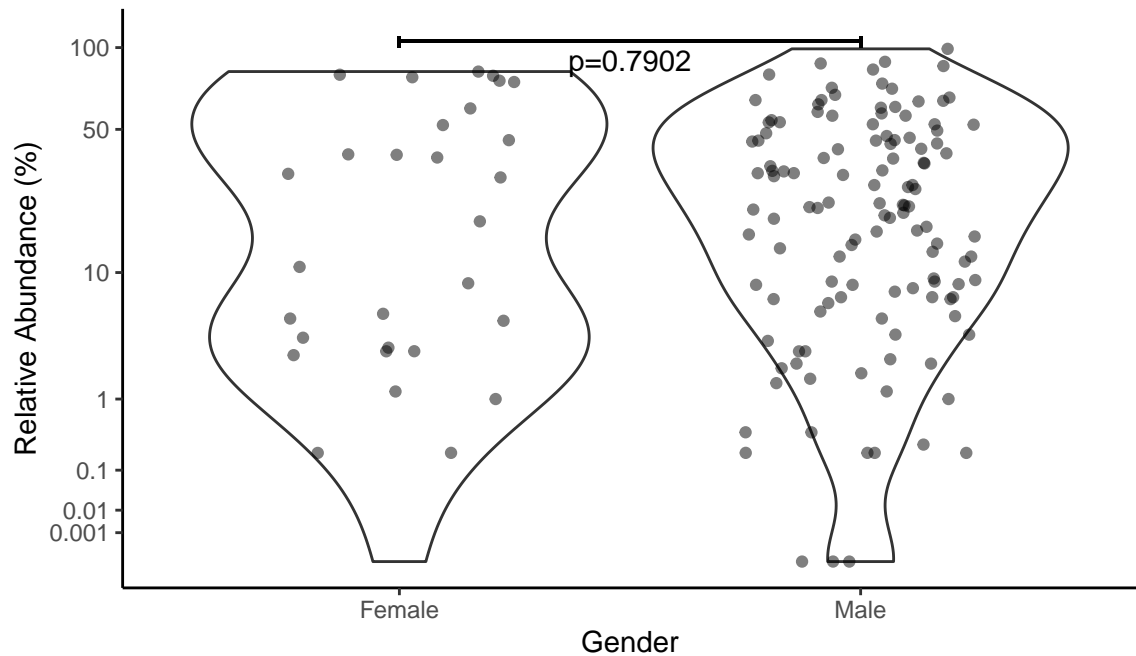 Relative Abundance (%)
100
50
10
1
0.1
0.01
0.001
p=0.7902
Female
Male
Gender